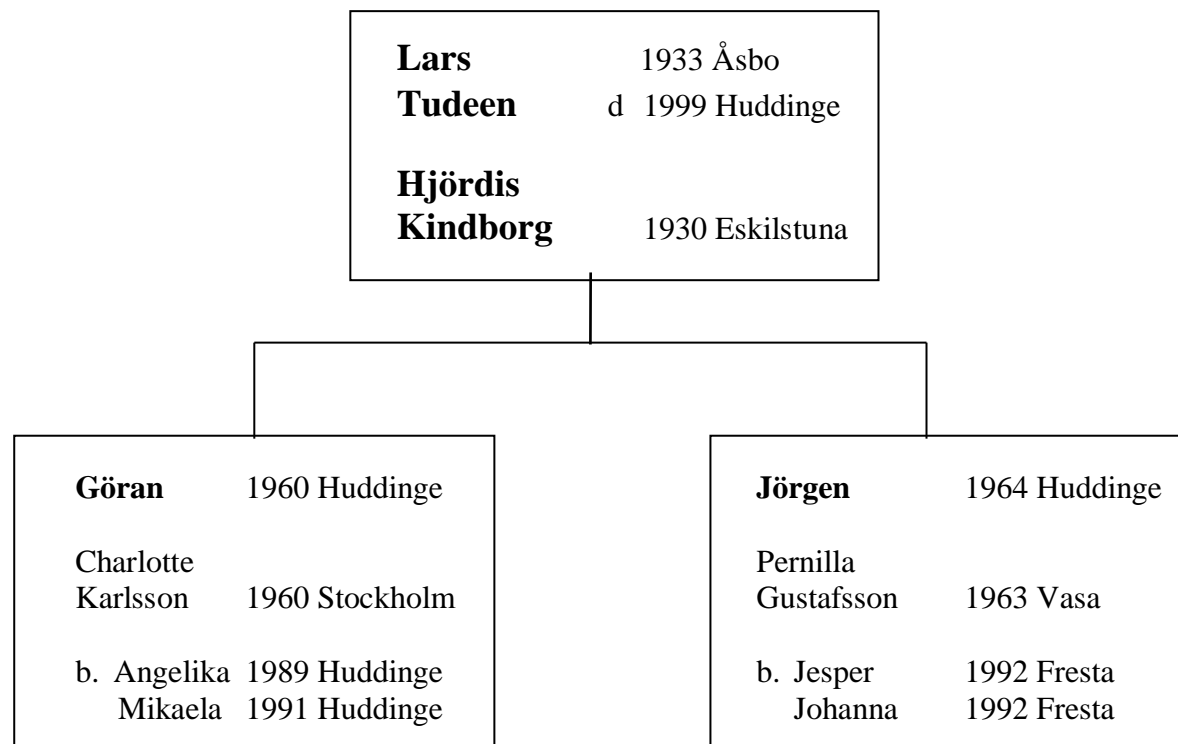 Lars 1933 Åsbo
Tudeen d 1999 Huddinge
Hjördis
Kindborg 1930 Eskilstuna
Göran 1960 Huddinge
Charlotte
Karlsson 1960 Stockholm
b. Angelika 1989 Huddinge
Mikaela 1991 Huddinge
Jörgen 1964 Huddinge
Pernilla
Gustafsson 1963 Vasa
b. Jesper 1992 Fresta
Johanna 1992 Fresta